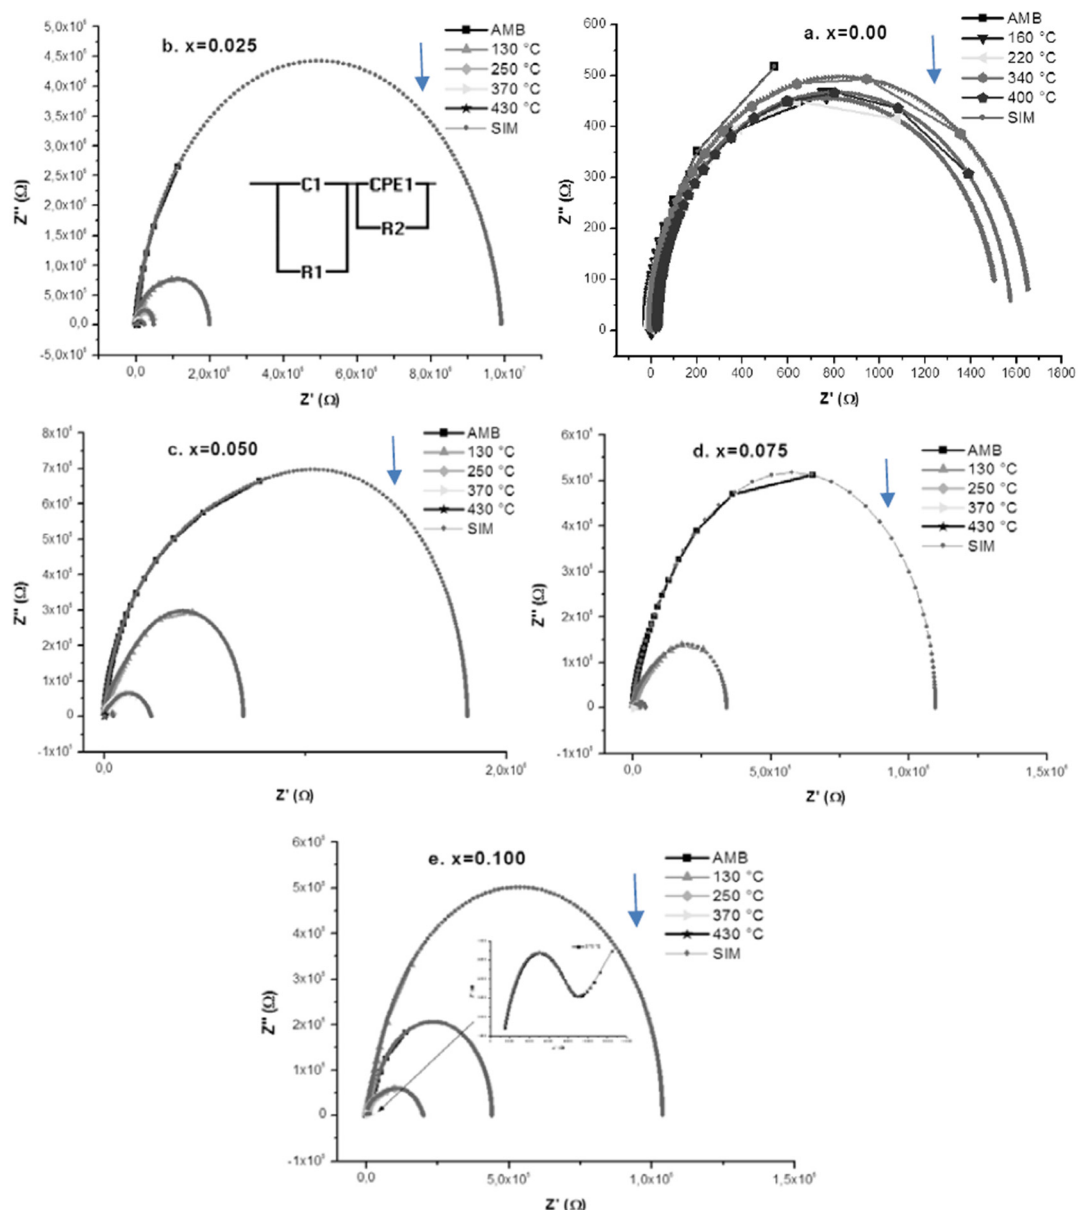 b. x=0.025
AMB
130 °C
250 °C
370 °C
430 °C
SIM
5,0x10⁶
4,5x10⁶
4,0x10⁶
3,5x10⁶
3,0x10⁶
2,5x10⁶
2,0x10⁶
1,5x10⁶
1,0x10⁶
5,0x10⁵
0,0
-5,0x10⁵
Z'' (Ω)
C1
CPE1
R2
R1
0,0
2,0x10⁶
4,0x10⁶
6,0x10⁶
8,0x10⁶
1,0x10⁷
Z' (Ω)
a. x=0.00
AMB
160 °C
220 °C
340 °C
400 °C
SIM
600
500
400
300
200
100
0
Z'' (Ω)
0
200
400
600
800
1000
1200
1400
1600
1800
Z' (Ω)
c. x=0.050
AMB
130 °C
250 °C
370 °C
430 °C
SIM
8x10⁵
7x10⁵
6x10⁵
5x10⁵
4x10⁵
3x10⁵
2x10⁵
1x10⁵
0
-1x10⁵
Z'' (Ω)
0,0
2,0x10⁶
Z' (Ω)
d. x=0.075
AMB
130 °C
250 °C
370 °C
430 °C
SIM
6x10⁵
5x10⁵
4x10⁵
3x10⁵
2x10⁵
1x10⁵
0
-1x10⁵
Z'' (Ω)
0,0
5,0x10⁵
1,0x10⁶
1,5x10⁶
Z' (Ω)
e. x=0.100
AMB
130 °C
250 °C
370 °C
430 °C
SIM
6x10⁵
5x10⁵
4x10⁵
3x10⁵
2x10⁵
1x10⁵
0
-1x10⁵
Z'' (Ω)
0,0
5,0x10⁵
1,0x10⁶
1,5x10⁶
Z' (Ω)